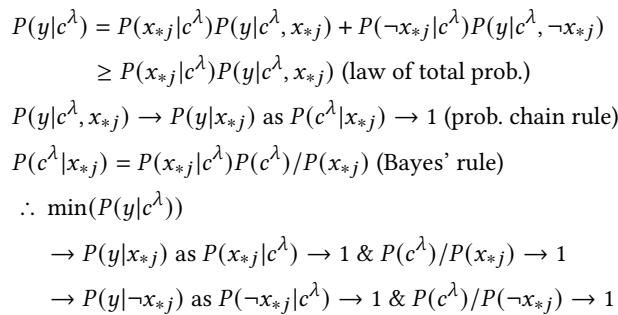 P(y|c^λ) = P(x_{*j}|c^λ)P(y|c^λ, x_{*j}) + P(¬x_{*j}|c^λ)P(y|c^λ, ¬x_{*j})
≥ P(x_{*j}|c^λ)P(y|c^λ, x_{*j}) (law of total prob.)
P(y|c^λ, x_{*j}) → P(y|x_{*j}) as P(c^λ|x_{*j}) → 1 (prob. chain rule)
P(c^λ|x_{*j}) = P(x_{*j}|c^λ)P(c^λ)/P(x_{*j}) (Bayes' rule)
∴ min(P(y|c^λ))
→ P(y|x_{*j}) as P(x_{*j}|c^λ) → 1 & P(c^λ)/P(x_{*j}) → 1
→ P(y|¬x_{*j}) as P(¬x_{*j}|c^λ) → 1 & P(c^λ)/P(¬x_{*j}) → 1